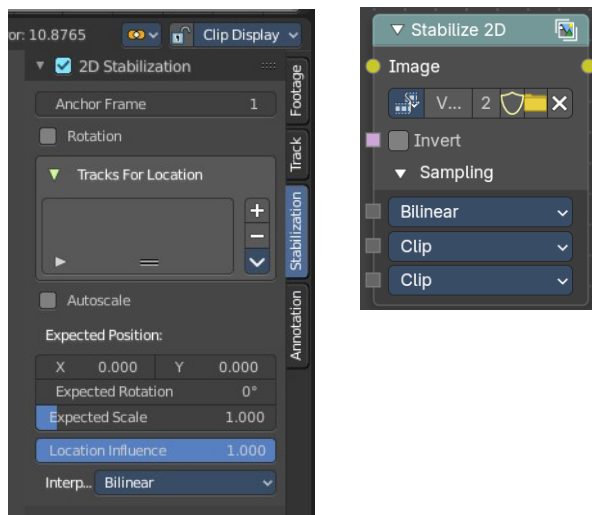 or: 10.8765 Clip Display
2D Stabilization
Anchor Frame 1
Rotation
Tracks For Location
Autoscale
Expected Position:
X 0.000 Y 0.000
Expected Rotation 0°
Expected Scale 1.000
Location Influence 1.000
Interp... Bilinear
Footage
Track
Stabilization
Annotation
Stabilize 2D
Image
V... 2
Invert
Sampling
Bilinear
Clip
Clip